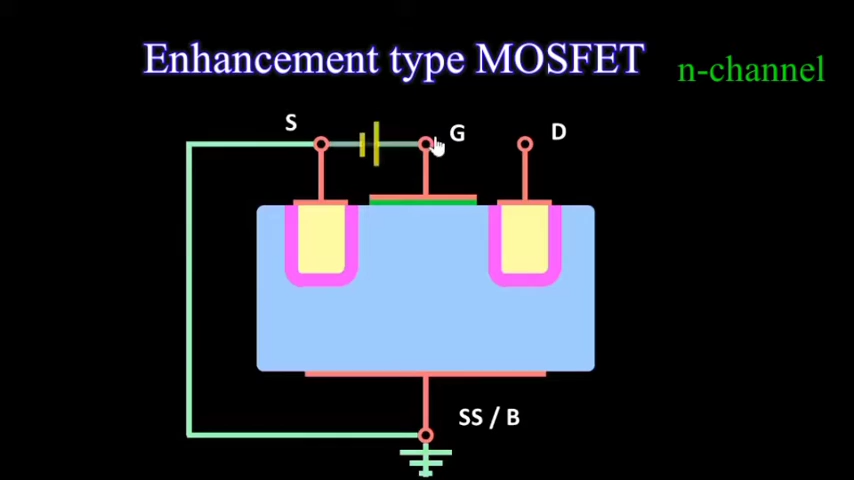 Enhancement type MOSFET
n-channel
S
G
D
SS / B